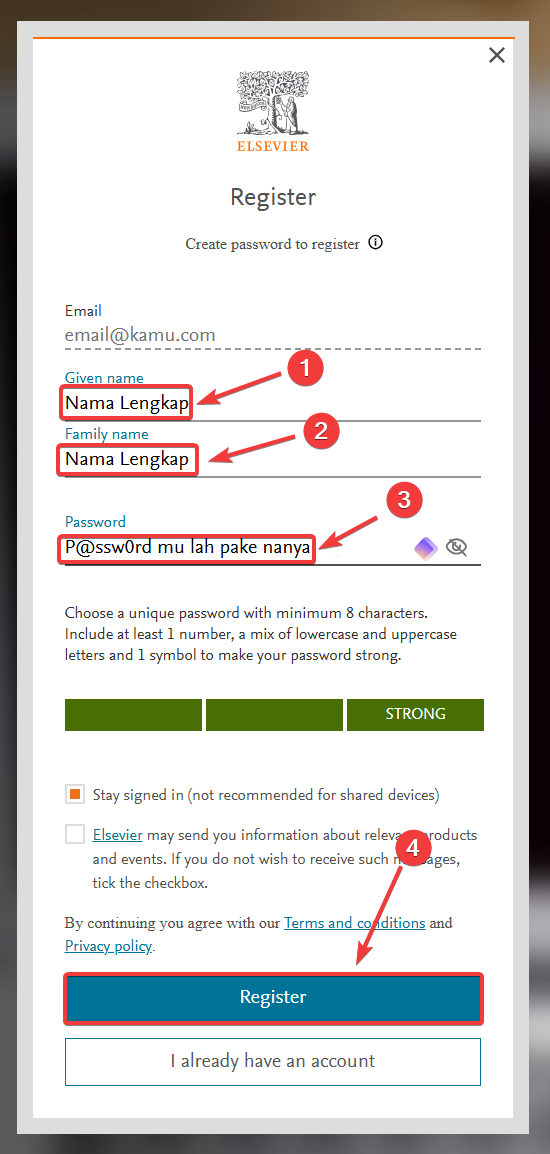 ELSEVIER
Register
Create password to register
Email
email@kamu.com
1
Given name
Nama Lengkap
2
Family name
Nama Lengkap
3
Password
P@ssw0rd mu lah pake nanya
Choose a unique password with minimum 8 characters.
Include at least 1 number, a mix of lowercase and uppercase
letters and 1 symbol to make your password strong.
STRONG
Stay signed in (not recommended for shared devices)
Elsevier may send you information about products
and events. If you do not wish to receive such
tick the checkbox.
4
By continuing you agree with our Terms and conditions and
Privacy policy.
Register
I already have an account